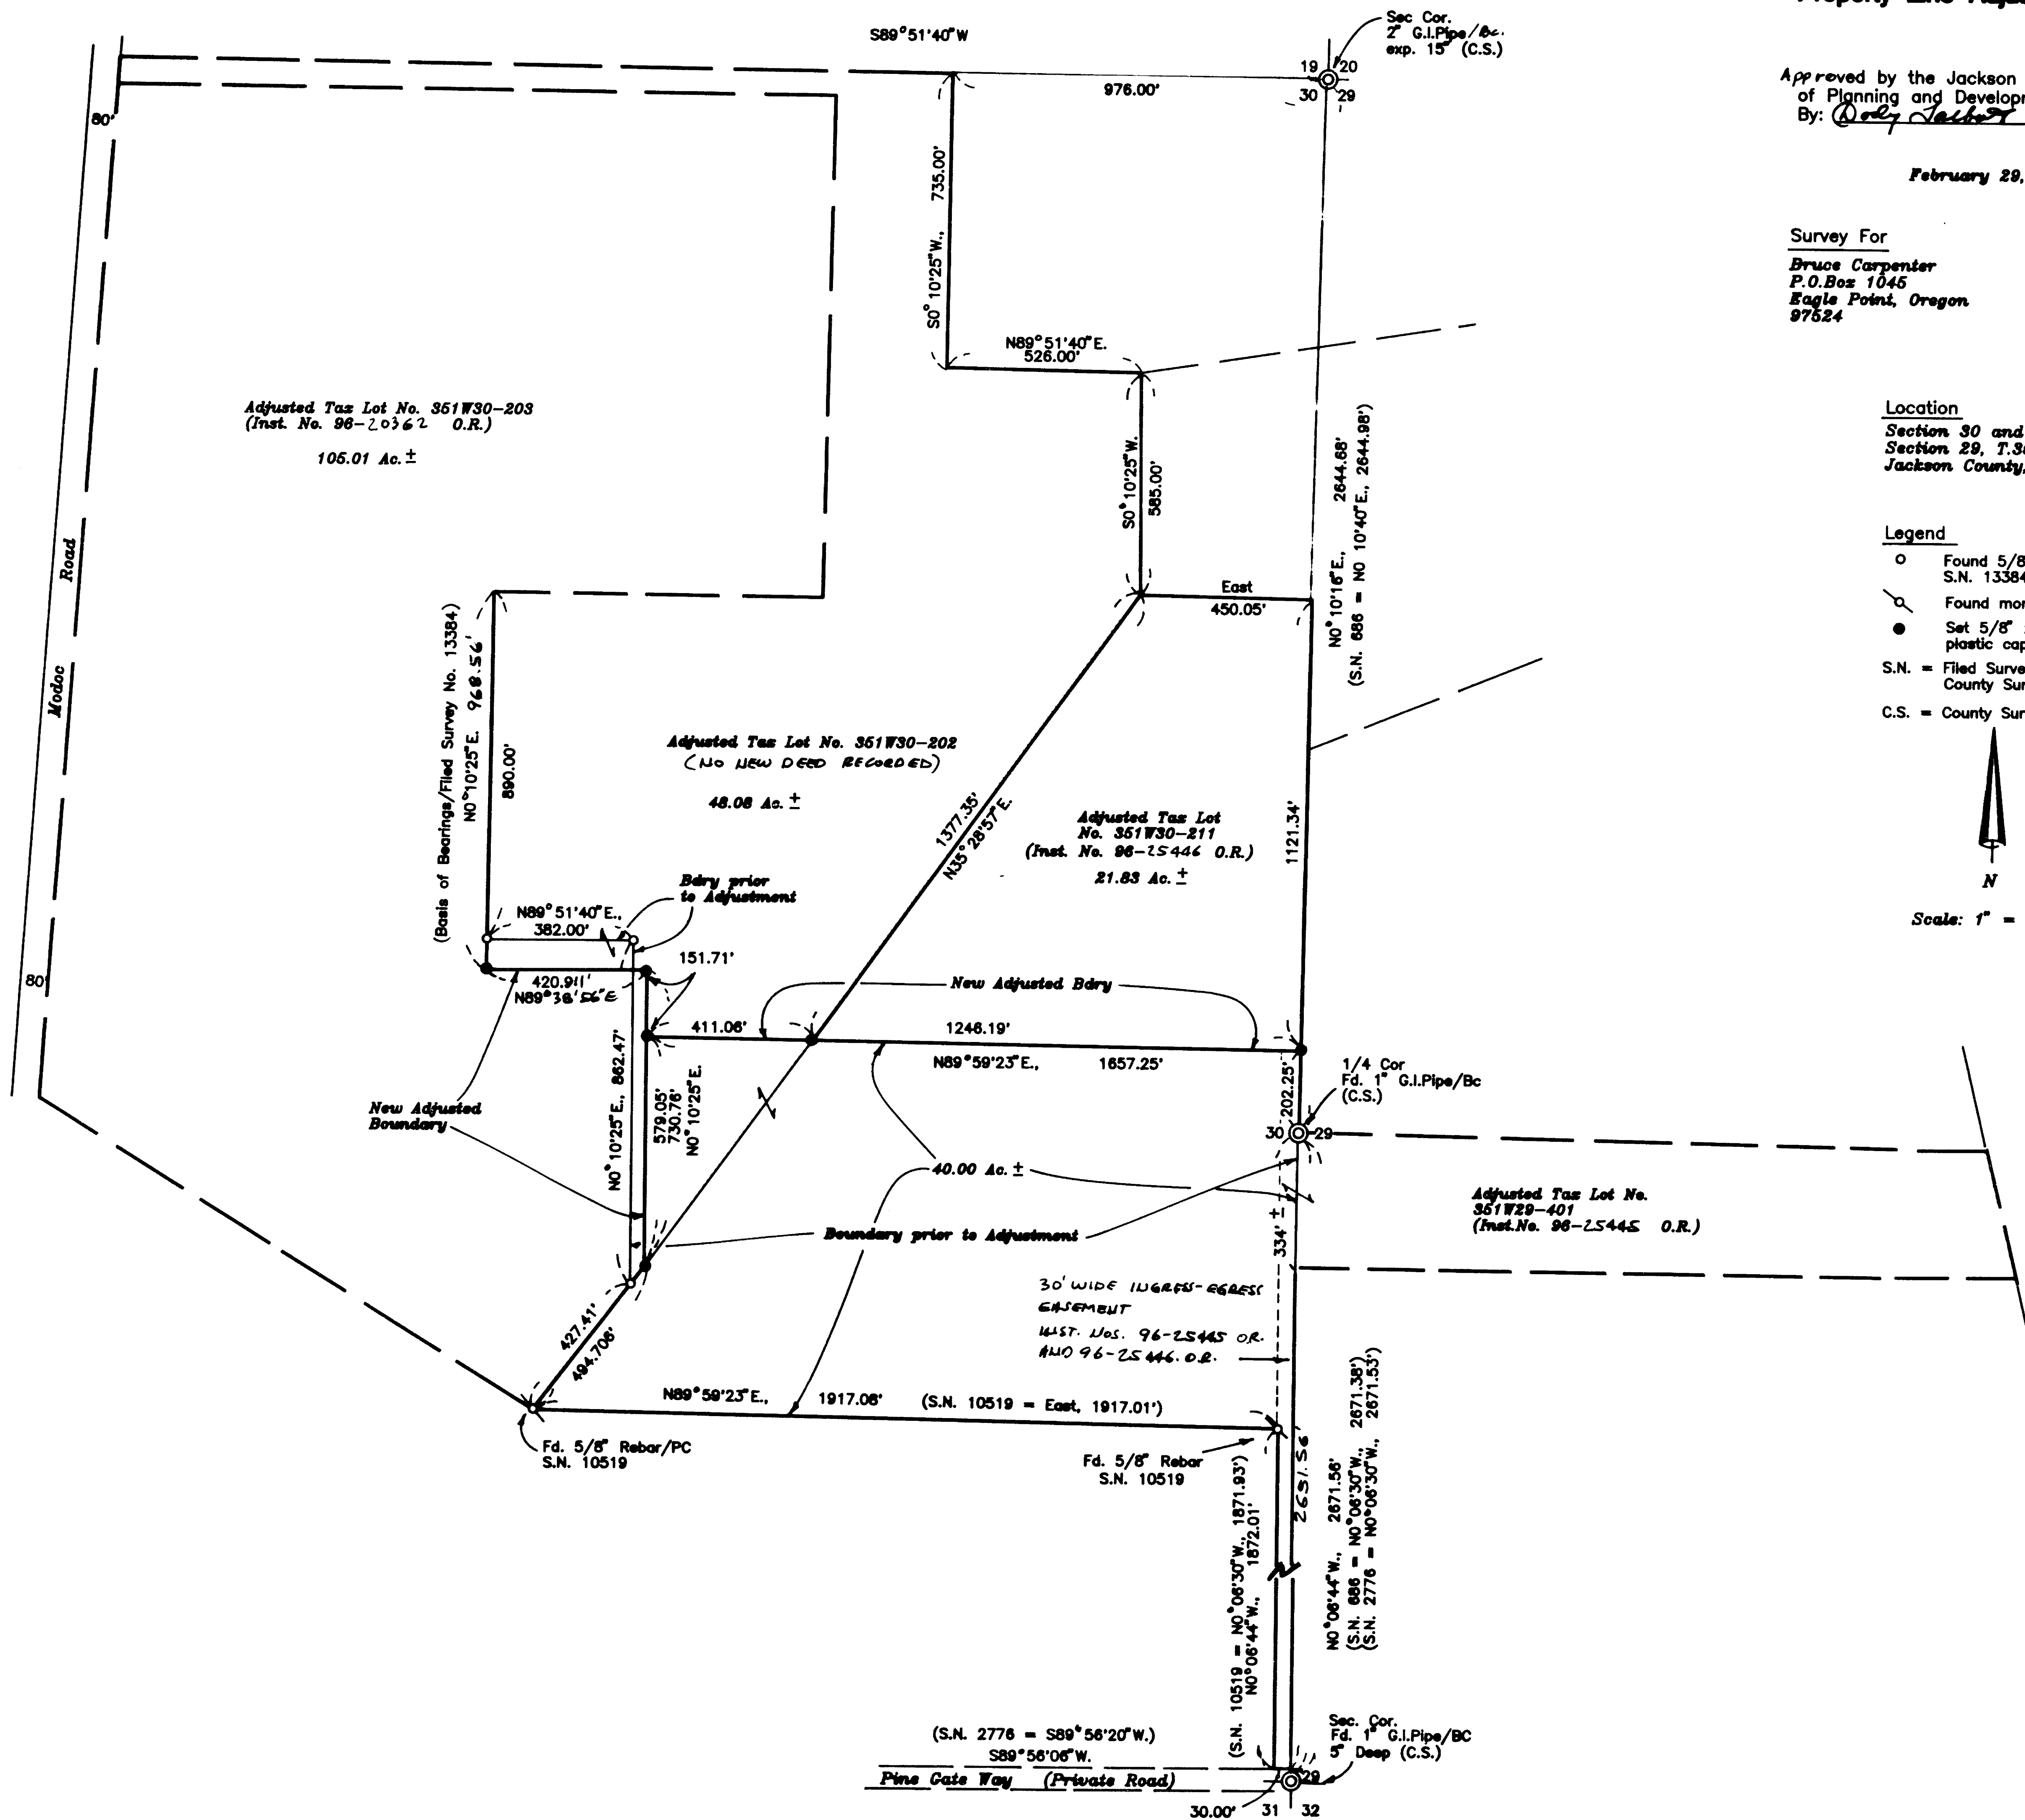 Property Line Adjus
S89°51'40"W
Sec Cor.
2" G.I.Pipe/Bc.
exp. 15" (C.S.)
19 20
30 29
976.00'
80'
Approved by the Jackson
of Planning and Developm
By: Dody Talbott
February 29,
S0°10'25"W., 735.00'
Survey For
Bruce Carpenter
P.O.Box 1045
Eagle Point, Oregon
97524
N89°51'40"E.
526.00'
Adjusted Tax Lot No. 351W30-203
(Inst. No. 96-20362 O.R.)
105.01 Ac.±
Location
Section 30 and
Section 29, T.3
Jackson County,
S0°10'25"W.
585.00'
N0°10'16"E., 2644.68'
(S.N. 686 = N0 10'40"E., 2644.98')
Legend
Found 5/8
S.N. 13384
Found mon
Set 5/8"
plastic cap
S.N. = Filed Surve
County Sur
C.S. = County Sur
N
Scale: 1" =
Modoc Road
East
450.05'
(Basis of Bearings/Filed Survey No. 13384)
N0°10'25"E. 968.56'
890.00'
Adjusted Tax Lot No. 351W30-202
(NO NEW DEED RECORDED)
48.08 Ac. ±
1377.35'
N35°28'57"E.
Adjusted Tax Lot
No. 351W30-211
(Inst. No. 96-25446 O.R.)
21.83 Ac. ±
1121.34'
Bdry prior
to Adjustment
N89°51'40"E.,
382.00'
151.71'
80'
420.911'
N89°38'56"E
New Adjusted Bdry
411.06'
1246.19'
N89°59'23"E., 1657.25'
202.25'
1/4 Cor
Fd. 1" G.I.Pipe/Bc
(C.S.)
30 29
New Adjusted
Boundary
N0°10'25"E., 862.47'
579.05'
730.76'
N0°10'25"E.
40.00 Ac. ±
Adjusted Tax Lot No.
351W29-401
(Inst.No. 96-25445 O.R.)
Boundary prior to Adjustment
334' ±
30' WIDE INGRESS-EGRESS
EASEMENT
INST. NOS. 96-25445 O.R.
AND 96-25446. O.R.
427.41'
494.706'
N89°59'23"E., 1917.06' (S.N. 10519 = East, 1917.01')
Fd. 5/8" Rebar/PC
S.N. 10519
Fd. 5/8" Rebar
S.N. 10519
(S.N. 10519 = N0°06'30"W., 1871.93')
N0°06'44"W., 1872.01'
2651.56
N0°06'44"W., 2671.56'
(S.N. 686 = N0°06'30"W., 2671.38')
(S.N. 2776 = N0°06'30"W., 2671.53')
(S.N. 2776 = S89°56'20"W.)
S89°56'06"W.
Pine Gate Way (Private Road)
Sec. Cor.
Fd. 1" G.I.Pipe/BC
5" Deep (C.S.)
29
30.00' 31 32